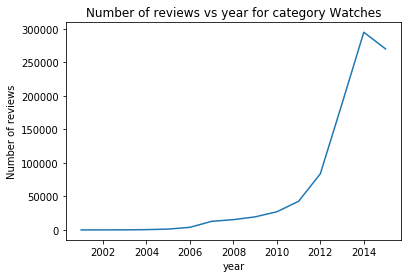 Number of reviews vs year for category Watches
300000
250000
200000
150000
100000
50000
0
Number of reviews
2002 2004 2006 2008 2010 2012 2014
year